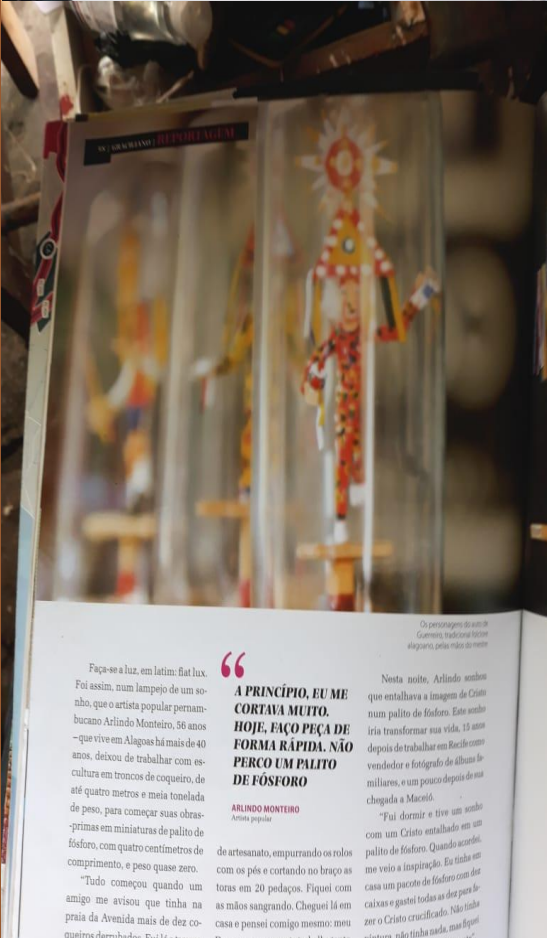 78 | GRACILIANO | REPORTAGEM
Os personagens do auto de
Guerreiro, tradicional folclore
alagoano, pelas mãos do mestre
Faça-se a luz, em latim: fiat lux.
Foi assim, num lampejo de um so-
nho, que o artista popular pernam-
bucano Arlindo Monteiro, 56 anos
–que vive em Alagoas há mais de 40
anos, deixou de trabalhar com es-
cultura em troncos de coqueiro, de
até quatro metros e meia tonelada
de peso, para começar suas obras-
-primas em miniaturas de palito de
fósforo, com quatro centímetros de
comprimento, e peso quase zero.
“Tudo começou quando um
amigo me avisou que tinha na
praia da Avenida mais de dez co-
queiros derrubados. Fui
“
A PRINCÍPIO, EU ME
CORTAVA MUITO.
HOJE, FAÇO PEÇA DE
FORMA RÁPIDA. NÃO
PERCO UM PALITO
DE FÓSFORO
ARLINDO MONTEIRO
Artista popular
de artesanato, empurrando os rolos
com os pés e cortando no braço as
toras em 20 pedaços. Fiquei com
as mãos sangrando. Cheguei lá em
casa e pensei comigo mesmo: meu
Nesta noite, Arlindo sonhou
que entalhava a imagem de Cristo
num palito de fósforo. Este sonho
iria transformar sua vida, 15 anos
depois de trabalhar em Recife como
vendedor e fotógrafo de álbuns fa-
miliares, e um pouco depois de sua
chegada a Maceió.
“Fui dormir e tive um sonho
com um Cristo entalhado em um
palito de fósforo. Quando acordei,
me veio a inspiração. Eu tinha em
casa um pacote de fósforo com dez
caixas e gastei todas as dez para fa-
zer o Cristo crucificado. Não tinha
pintura, não tinha nada, mas fiquei